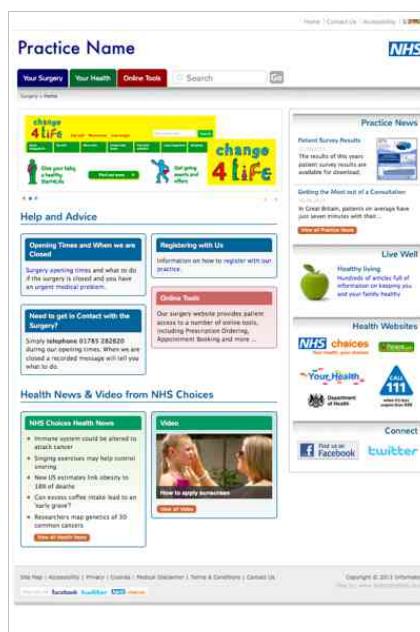 Home | Contact Us | Accessibility |
Practice Name
NHS
Your Surgery
Your Health
Online Tools
Search
Go
Surgery > Home
change
4 LiFE
Give your baby
a healthy
Get going
events and
offers
change
4 LiFE
Practice News
Patient Survey Results
The results of this years
patient survey results are
available for download.
Getting the Most out of a Consultation
In Great Britain, patients on average have
just seven minutes with their ...
View all Practice News
Help and Advice
Opening Times and When we are
Closed
Surgery opening times and what to do
if the surgery is closed and you have
an urgent medical problem.
Registering with Us
Information on how to register with our
practice.
Need to get in Contact with the
Surgery?
Simply telephone 01785 282820
during our opening times. When we are
closed a recorded message will tell you
what to do.
Online Tools
Our surgery website provides patient
access to a number of online tools,
including Prescription Ordering,
Appointment Booking and more ...
Live Well
Healthy living
Hundreds of articles full of
information on keeping you
and your family healthy
Health Websites
NHS choices
Your health, your choices
Patient
Your Health
CALL
111
Department
of Health
Connect
Find us on
Facebook
twitter
Health News & Video from NHS Choices
NHS Choices Health News
Immune system could be altered to
attack cancer
Singing exercises may help control
snoring
New US estimates link obesity to
18% of deaths
Can excess coffee intake lead to an
'early grave'?
Researchers map genetics of 30
common cancers
View all Health News
Video
How to apply sunscreen
View all Video
Site Map | Accessibility | Privacy | Cookies | Medical Disclaimer | Terms & Conditions | Contact Us
Copyright © 2013
facebook twitter NHS choices